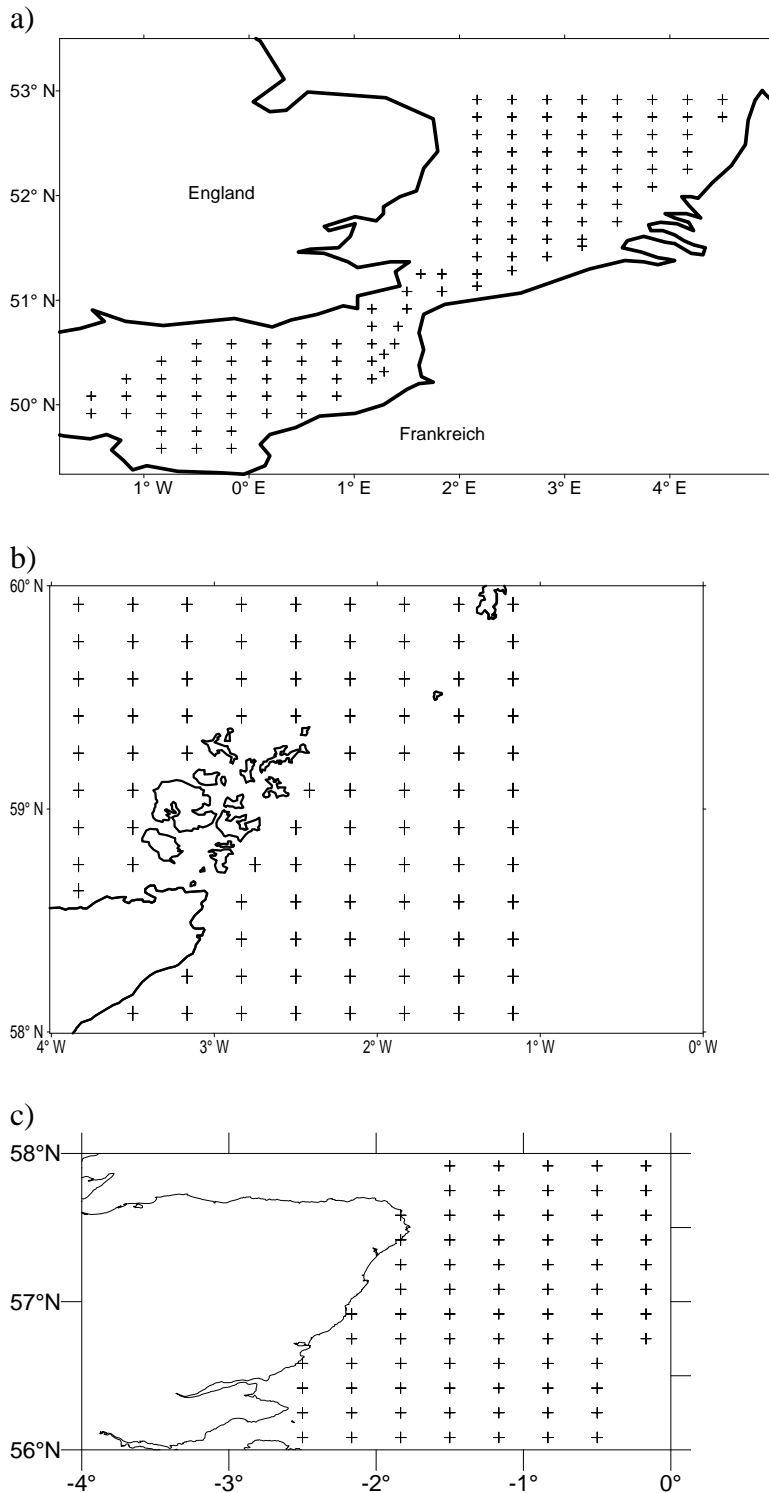 a)
53° N
52° N
51° N
50° N
England
Frankreich
1° W 0° E 1° E 2° E 3° E 4° E
b)
60° N
59° N
58° N
4° W 3° W 2° W 1° W 0° W
c)
58°N
57°N
56°N
-4° -3° -2° -1° 0°